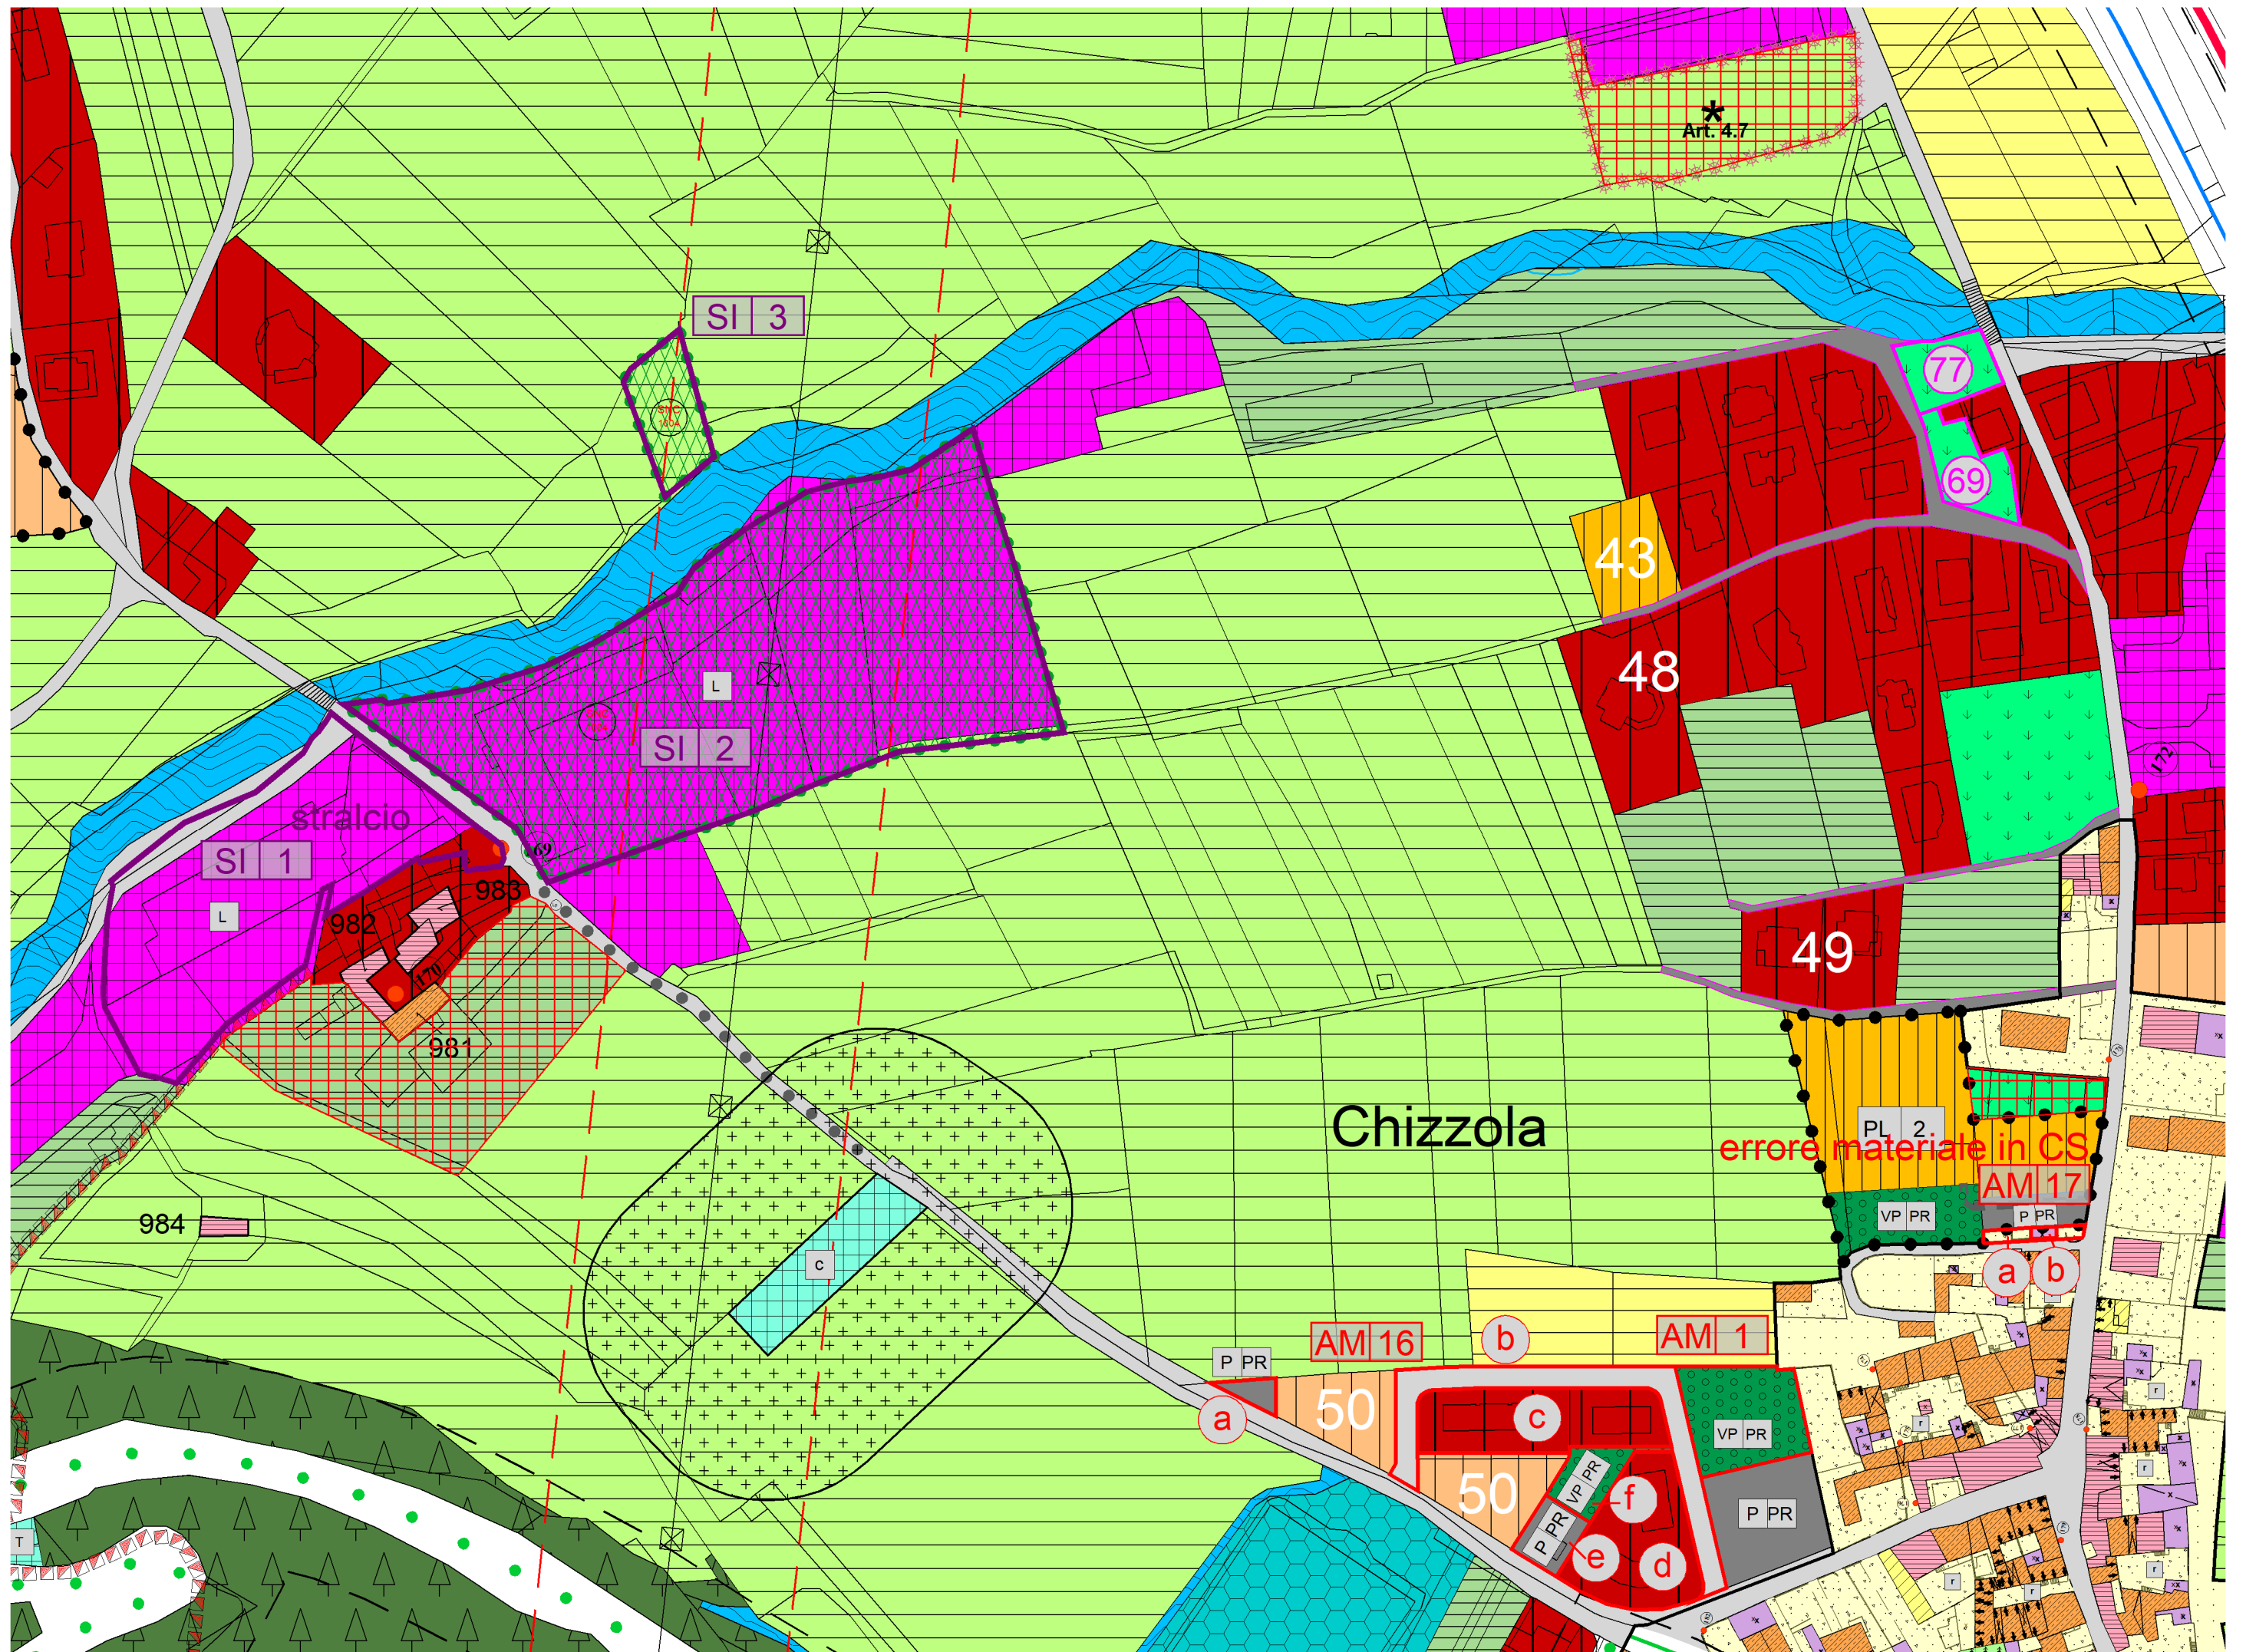 *
Art. 4.7
SI 3
77
SNC
1604
69
43
48
L
SI 2
172
stralcio
SI 1
69
L
983
982
49
170
981
Chizzola
PL 2
errore materiale in CS
AM 17
984
VP PR
P PR
c
a
b
AM 16
b
AM 1
P PR
50
c
a
VP PR
r
r
x
50
VP PR
f
P PR
P PR
T
e
d
r
r
r
r